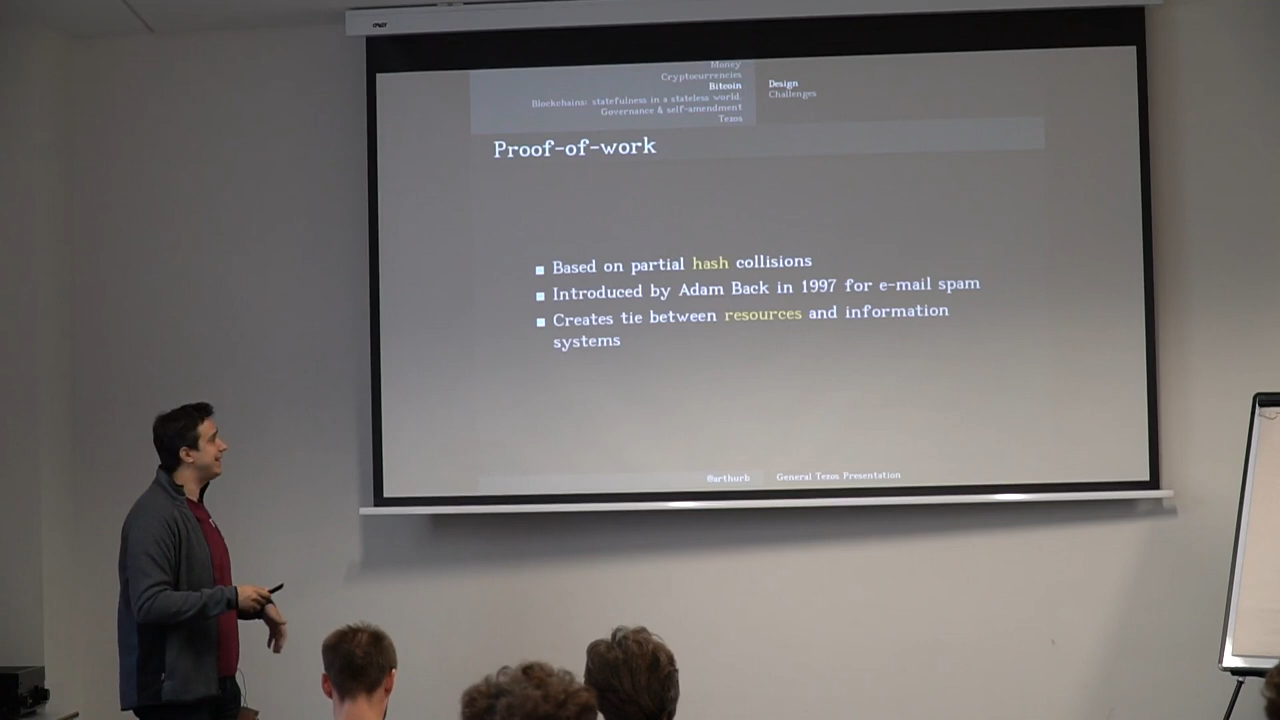 Money
Cryptocurrencies
Bitcoin
Blockchains: statefulness in a stateless world.
Governance & self-amendment
Tezos
Design
Challenges
Proof-of-work
Based on partial hash collisions
Introduced by Adam Back in 1997 for e-mail spam
Creates tie between resources and information
systems
@arthurb General Tezos Presentation